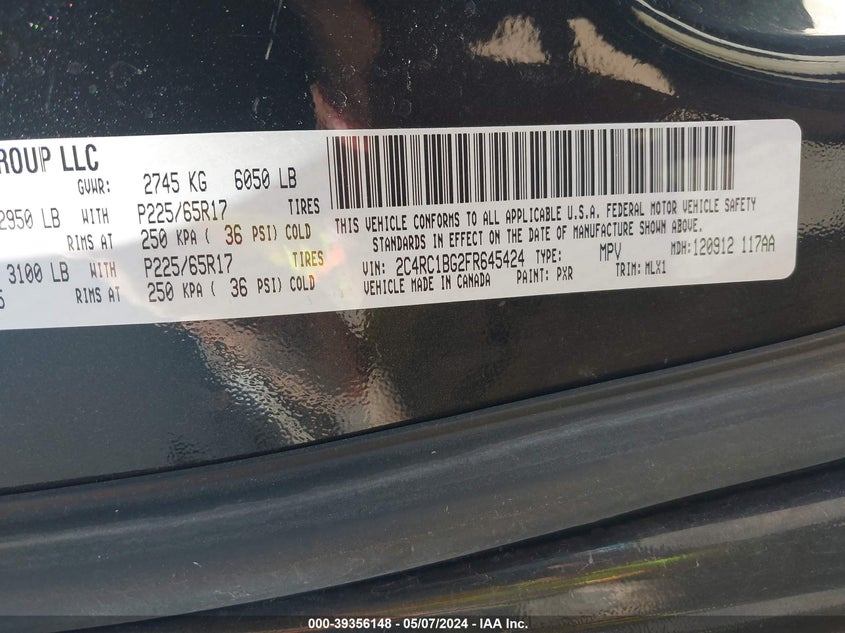 ROUP LLC
GVWR: 2745 KG 6050 LB
2950 LB WITH P225/65R17 TIRES
RIMS AT 250 KPA ( 36 PSI) COLD
3100 LB WITH P225/65R17 TIRES
RIMS AT 250 KPA ( 36 PSI) COLD
THIS VEHICLE CONFORMS TO ALL APPLICABLE U.S.A. FEDERAL MOTOR VEHICLE SAFETY
STANDARDS IN EFFECT ON THE DATE OF MANUFACTURE SHOWN ABOVE.
VIN: 2C4RC1BG2FR645424 TYPE: MPV MDH:120912 117AA
VEHICLE MADE IN CANADA PAINT: PXR TRIM: MLX1
000-39356148 - 05/07/2024 - IAA Inc.